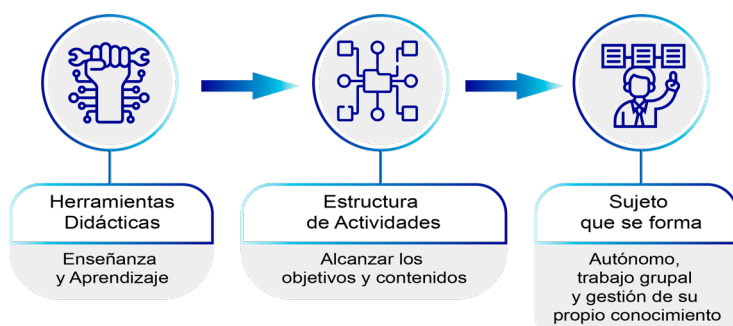 Herramientas
Didácticas
Enseñanza
y Aprendizaje
Estructura
de Actividades
Alcanzar los
objetivos y contenidos
Sujeto
que se forma
Autónomo,
trabajo grupal
y gestión de su
propio conocimiento